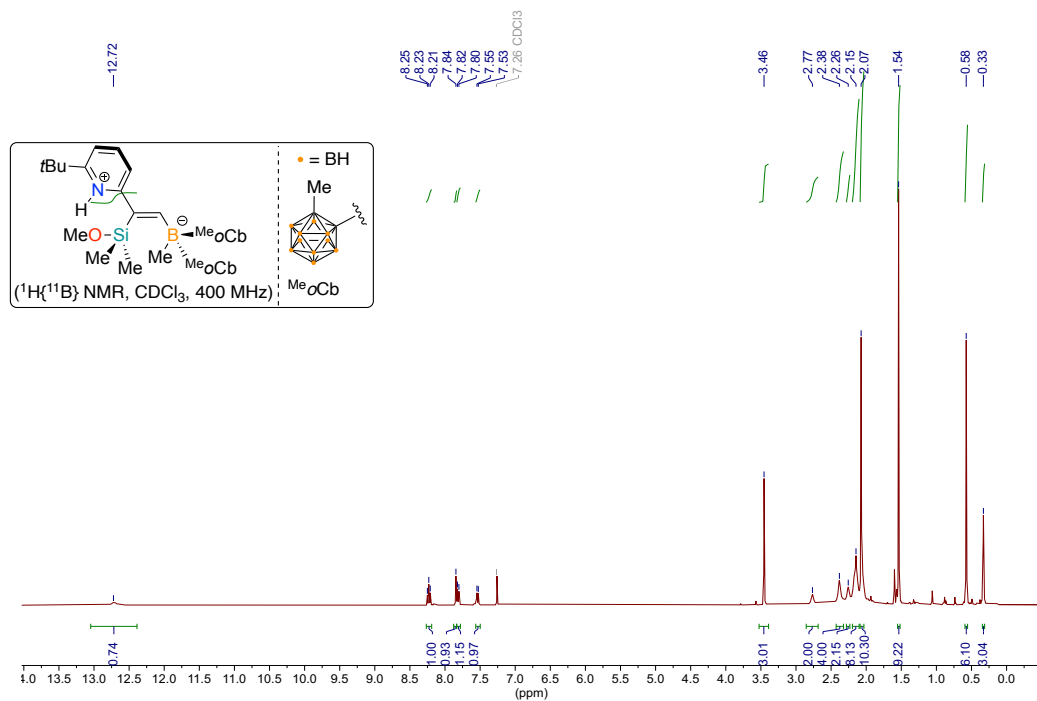 12.72
8.25
8.23
8.21
7.84
7.82
7.80
7.55
7.53
7.26 CDCl3
3.46
2.77
2.38
2.26
2.15
2.07
1.54
0.58
0.33
tBu
N
⊕
H
MeO
Si
Me
Me
B
⊖
Me
MeoCb
MeoCb
(¹H{¹¹B} NMR, CDCl₃, 400 MHz)
• = BH
Me
MeoCb
0.74
1.00
0.93
1.15
0.97
3.01
2.00
4.00
2.15
8.13
10.30
9.22
6.10
3.04
4.0 13.5 13.0 12.5 12.0 11.5 11.0 10.5 10.0 9.5 9.0 8.5 8.0 7.5 7.0 6.5 6.0 5.5 5.0 4.5 4.0 3.5 3.0 2.5 2.0 1.5 1.0 0.5 0.0
(ppm)